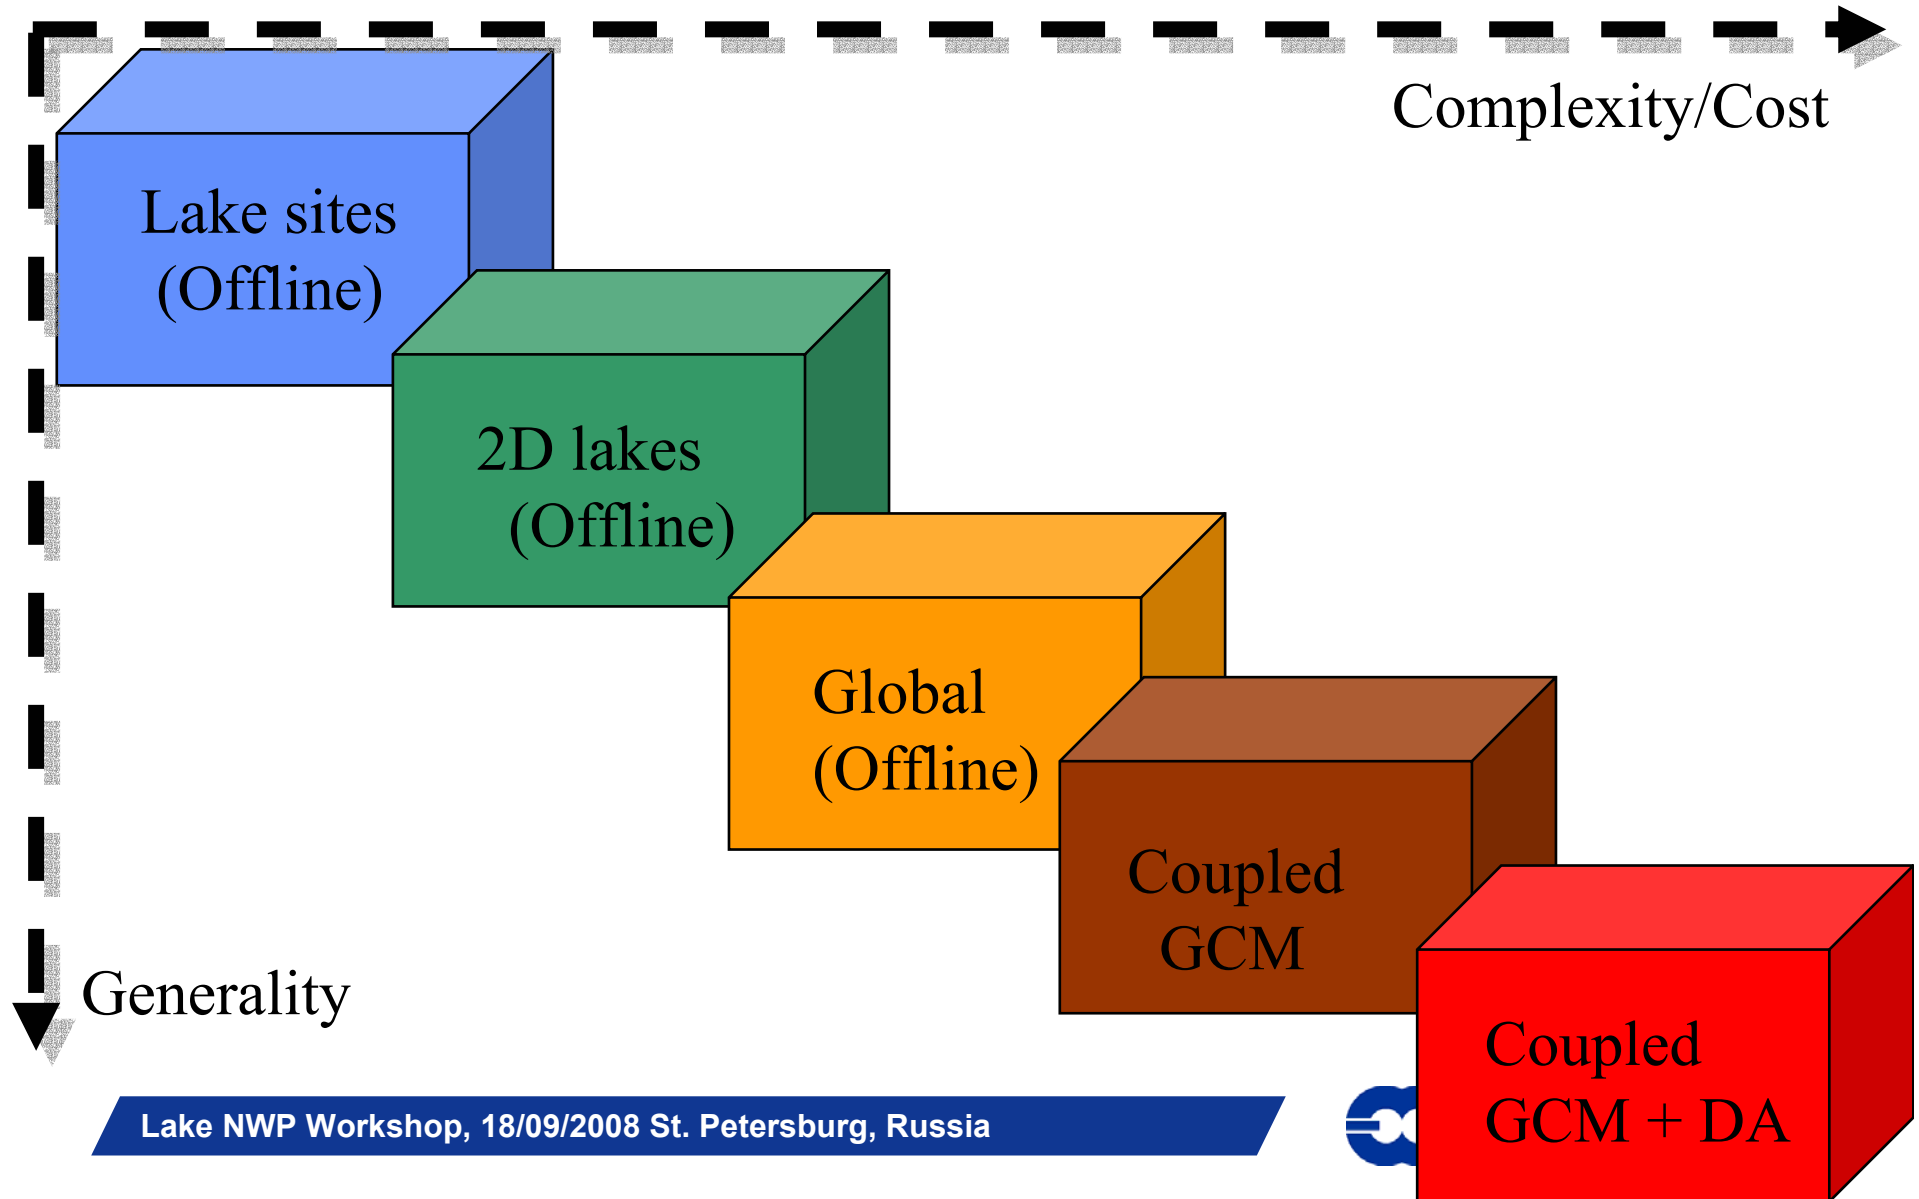 Complexity/Cost
Lake sites
(Offline)
2D lakes
(Offline)
Global
(Offline)
Coupled
GCM
Generality
Coupled
GCM + DA
Lake NWP Workshop, 18/09/2008 St. Petersburg, Russia